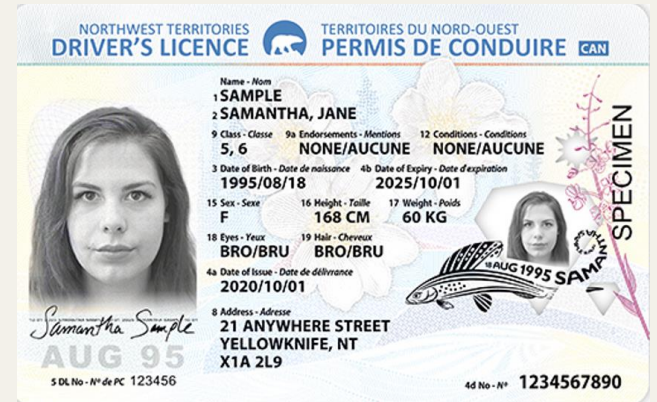 NORTHWEST TERRITORIES TERRITOIRES DU NORD-OUEST
DRIVER'S LICENCE PERMIS DE CONDUIRE CAN
Name - Nom
1 SAMPLE
2 SAMANTHA, JANE
9 Class - Classe 9a Endorsements - Mentions 12 Conditions - Conditions
5, 6 NONE/AUCUNE NONE/AUCUNE
3 Date of Birth - Date de naissance 4b Date of Expiry - Date d'expiration
1995/08/18 2025/10/01
15 Sex - Sexe 16 Height - Taille 17 Weight - Poids
F 168 CM 60 KG
18 Eyes - Yeux 19 Hair - Cheveux
BRO/BRU BRO/BRU
4a Date of Issue - Date de délivrance
2020/10/01
8 Address - Adresse
21 ANYWHERE STREET
YELLOWKNIFE, NT
X1A 2L9
SPECIMEN
18 AUG 1995 SAMAN
Samantha Sample
AUG 95
5 DL No - Nº de PC 123456
4d No - Nº 1234567890